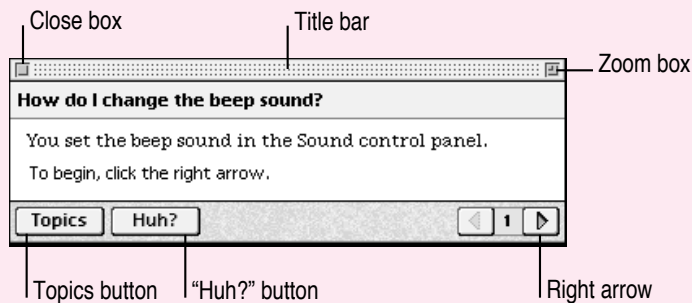 Close box
Title bar
Zoom box
How do I change the beep sound?
You set the beep sound in the Sound control panel.
To begin, click the right arrow.
Topics
Huh?
1
Topics button
“Huh?” button
Right arrow